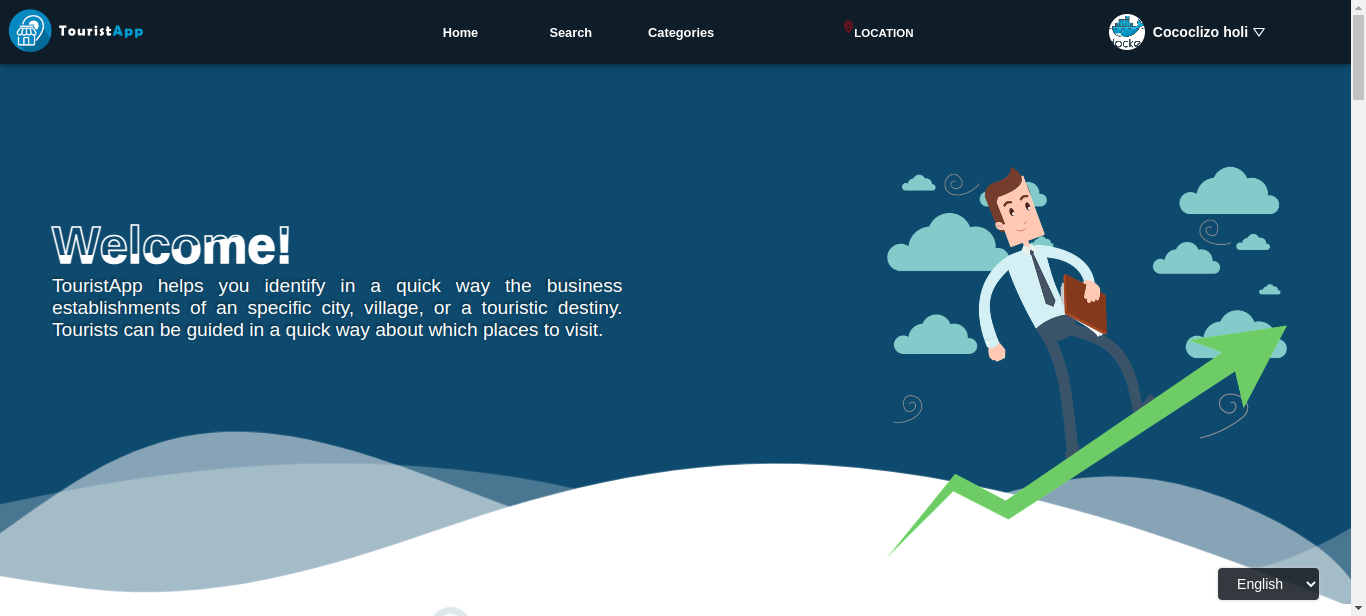 TouristApp
Home
Search
Categories
LOCATION
docke
Cococlizo holi
Welcome!
TouristApp helps you identify in a quick way the business
establishments of an specific city, village, or a touristic destiny.
Tourists can be guided in a quick way about which places to visit.
English